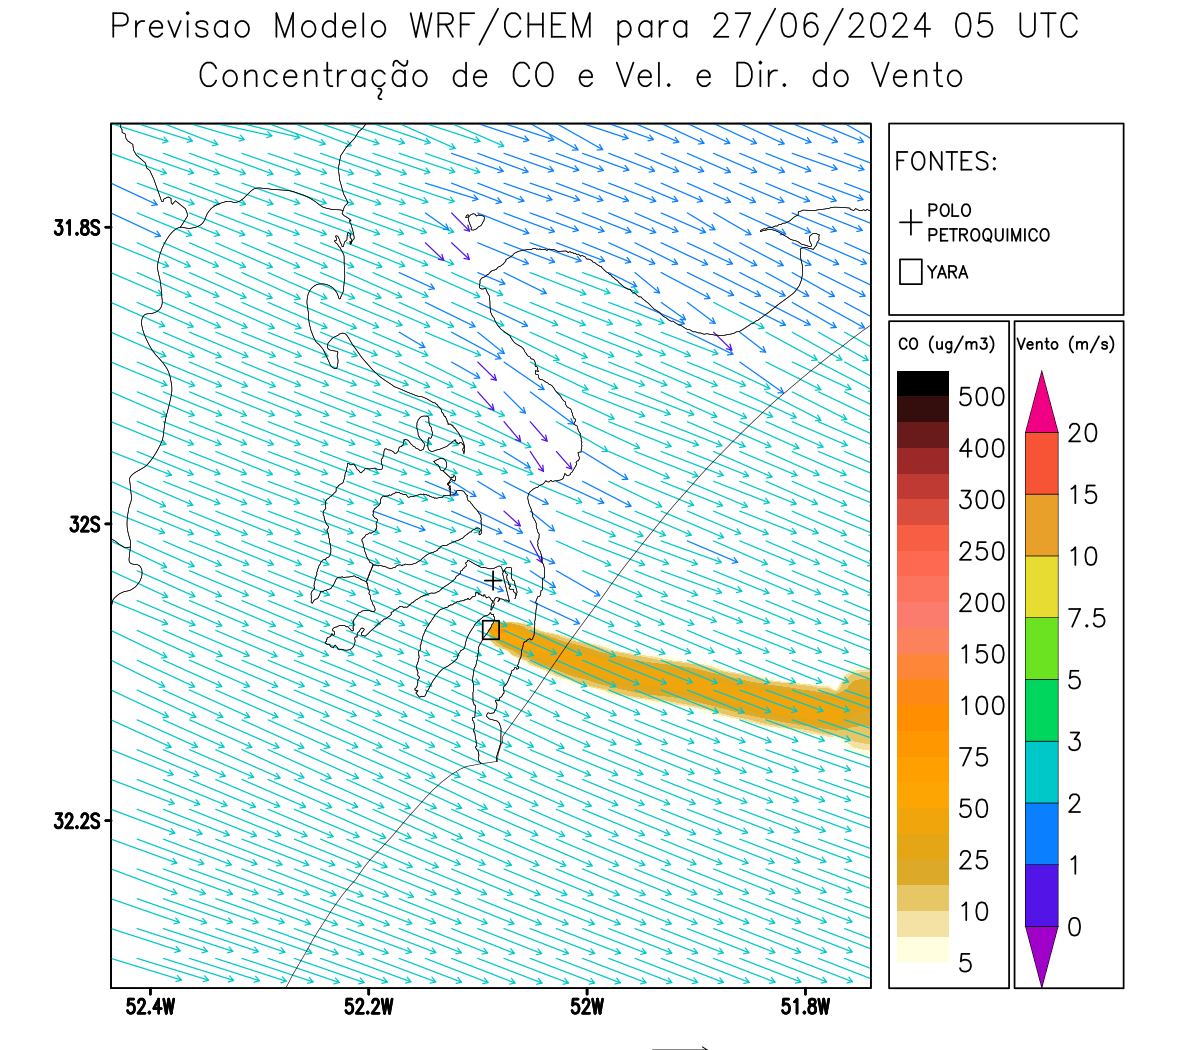 Previsao Modelo WRF/CHEM para 27/06/2024 05 UTC
Concentração de CO e Vel. e Dir. do Vento
FONTES:
POLO
PETROQUIMICO
YARA
CO (ug/m3)
500
400
300
250
200
150
100
75
50
25
10
5
Vento (m/s)
20
15
10
7.5
5
3
2
1
0
31.8S
32S
32.2S
52.4W
52.2W
52W
51.8W